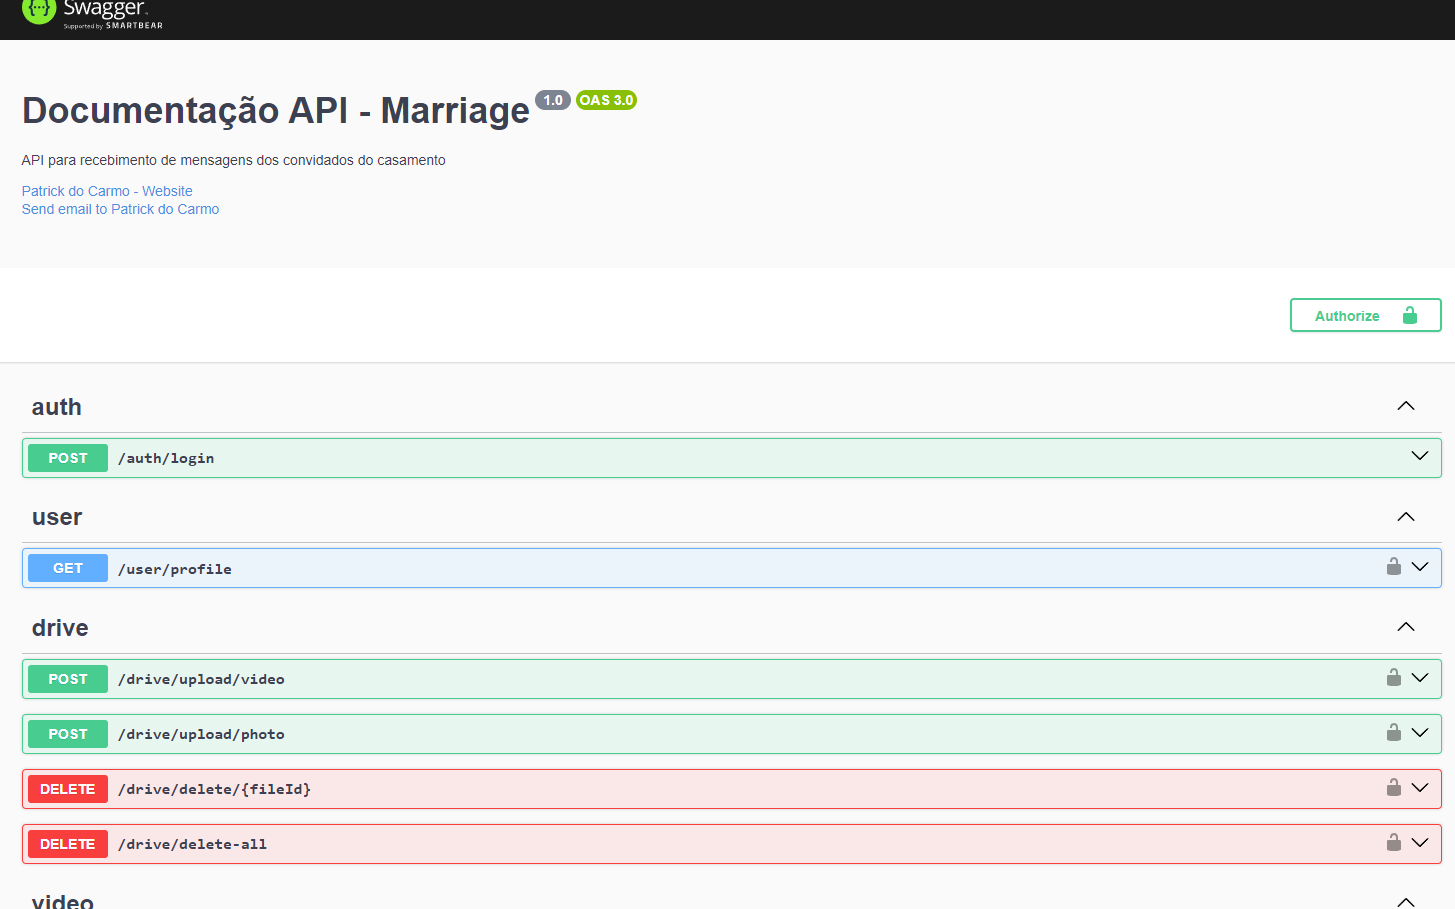 Swagger
Supported by SMARTBEAR
Documentação API - Marriage 1.0 OAS 3.0
API para recebimento de mensagens dos convidados do casamento
Patrick do Carmo - Website
Send email to Patrick do Carmo
Authorize
auth
POST /auth/login
user
GET /user/profile
drive
POST /drive/upload/video
POST /drive/upload/photo
DELETE /drive/delete/{fileId}
DELETE /drive/delete-all
video